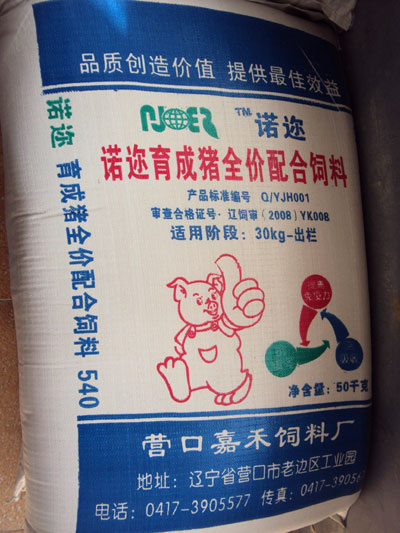 品质创造价值 提供最佳效益
NOER ™ 诺迩
诺迩育成猪全价配合饲料
产品标准编号 Q/YJH001
审查合格证号·辽饲审(2008)YK008
适用阶段：30kg-出栏
净含量：50千克
营口嘉禾饲料厂
地址：辽宁省营口市老边区工业园
电话：0417-3905577 传真：0417-3905
诺迩 育成猪全价配合饲料 540